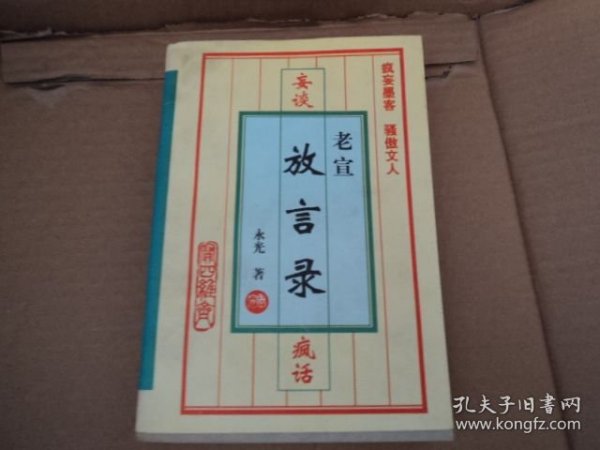 疯妄墨客 骚傲文人
妄谈
老宣
放言录
永光 著
疯话
孔夫子旧书网
www.kongfz.com